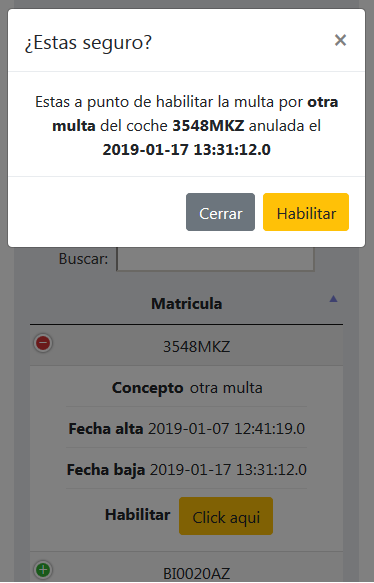 ¿Estas seguro?
×
Estas a punto de habilitar la multa por otra
multa del coche 3548MKZ anulada el
2019-01-17 13:31:12.0
Cerrar Habilitar
Buscar:
Matricula
3548MKZ
Concepto otra multa
Fecha alta 2019-01-07 12:41:19.0
Fecha baja 2019-01-17 13:31:12.0
Habilitar Click aqui
BI0020AZ